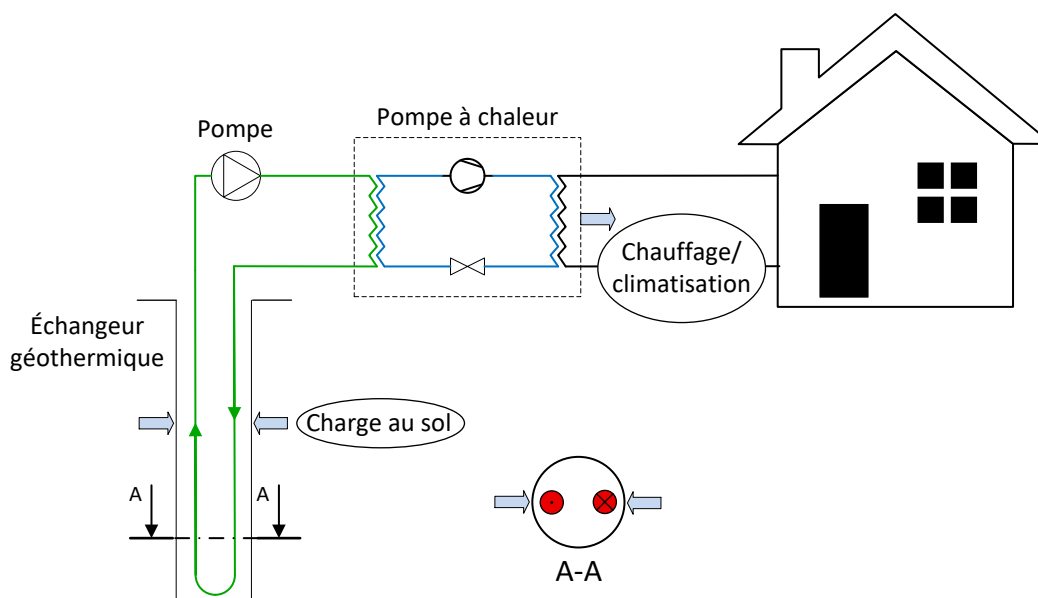 Pompe à chaleur
Pompe
Chauffage/
climatisation
Échangeur
géothermique
Charge au sol
A
A
A-A